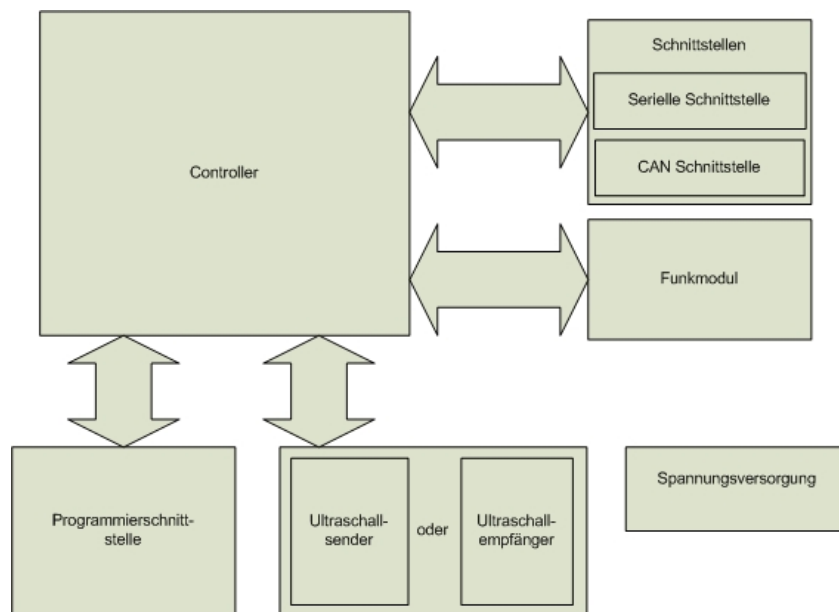 Schnittstellen
Serielle Schnittstelle
CAN Schnittstelle
Controller
Funkmodul
Programmierschnitt-
stelle
Ultraschall-
sender
oder
Ultraschall-
empfänger
Spannungsversorgung